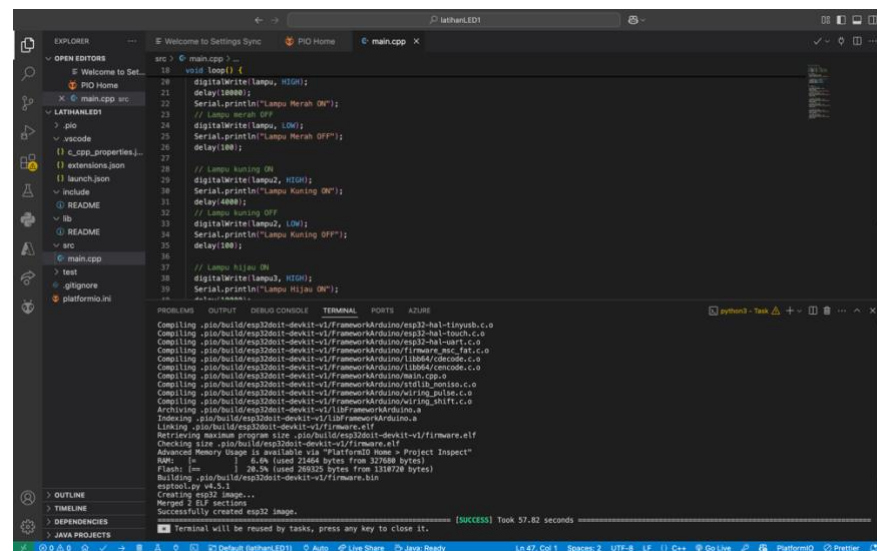 latihanLED1
EXPLORER
OPEN EDITORS
Welcome to Set...
PIO Home
main.cpp src
LATIHANLED1
.pio
.vscode
c_cpp_properties.j...
extensions.json
launch.json
include
README
lib
README
src
main.cpp
test
.gitignore
platformio.ini
OUTLINE
TIMELINE
DEPENDENCIES
JAVA PROJECTS
Welcome to Settings Sync
PIO Home
main.cpp
src > main.cpp > ...
18 void loop() {
20 digitalWrite(lampu, HIGH);
21 delay(10000);
22 Serial.println("Lampu Merah ON");
23 // Lampu merah OFF
24 digitalWrite(lampu, LOW);
25 Serial.println("Lampu Merah OFF");
26 delay(100);
27
28 // Lampu kuning ON
29 digitalWrite(lampu2, HIGH);
30 Serial.println("Lampu Kuning ON");
31 delay(4000);
32 // Lampu kuning OFF
33 digitalWrite(lampu2, LOW);
34 Serial.println("Lampu Kuning OFF");
35 delay(100);
36
37 // Lampu hijau ON
38 digitalWrite(lampu3, HIGH);
39 Serial.println("Lampu Hijau ON");
PROBLEMS OUTPUT DEBUG CONSOLE TERMINAL PORTS AZURE
python3 - Task
Compiling .pio/build/esp32doit-devkit-v1/FrameworkArduino/esp32-hal-tinyusb.c.o
Compiling .pio/build/esp32doit-devkit-v1/FrameworkArduino/esp32-hal-touch.c.o
Compiling .pio/build/esp32doit-devkit-v1/FrameworkArduino/esp32-hal-uart.c.o
Compiling .pio/build/esp32doit-devkit-v1/FrameworkArduino/firmware_msc_fat.c.o
Compiling .pio/build/esp32doit-devkit-v1/FrameworkArduino/libb64/cdecode.c.o
Compiling .pio/build/esp32doit-devkit-v1/FrameworkArduino/libb64/cencode.c.o
Compiling .pio/build/esp32doit-devkit-v1/FrameworkArduino/main.cpp.o
Compiling .pio/build/esp32doit-devkit-v1/FrameworkArduino/stdlib_noniso.c.o
Compiling .pio/build/esp32doit-devkit-v1/FrameworkArduino/wiring_pulse.c.o
Compiling .pio/build/esp32doit-devkit-v1/FrameworkArduino/wiring_shift.c.o
Archiving .pio/build/esp32doit-devkit-v1/libFrameworkArduino.a
Indexing .pio/build/esp32doit-devkit-v1/libFrameworkArduino.a
Linking .pio/build/esp32doit-devkit-v1/firmware.elf
Retrieving maximum program size .pio/build/esp32doit-devkit-v1/firmware.elf
Checking size .pio/build/esp32doit-devkit-v1/firmware.elf
Advanced Memory Usage is available via "PlatformIO Home > Project Inspect"
RAM: [= ] 6.6% (used 21464 bytes from 327680 bytes)
Flash: [== ] 20.5% (used 269325 bytes from 1310720 bytes)
Building .pio/build/esp32doit-devkit-v1/firmware.bin
esptool.py v4.5.1
Creating esp32 image...
Merged 2 ELF sections
Successfully created esp32 image.
[SUCCESS] Took 57.82 seconds
Terminal will be reused by tasks, press any key to close it.
0 0 0 Default (latihanLED1) Auto Live Share Java: Ready Ln 47, Col 1 Spaces: 2 UTF-8 LF {} C++ Go Live PlatformIO Prettier